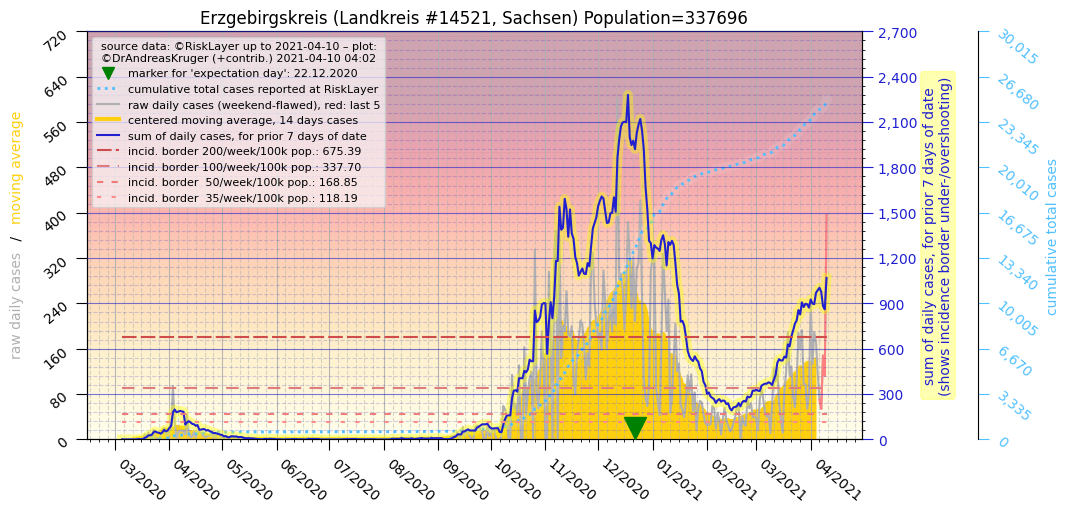 Erzgebirgskreis (Landkreis #14521, Sachsen) Population=337696
source data: ©RiskLayer up to 2021-04-10 – plot:
©DrAndreasKruger (+contrib.) 2021-04-10 04:02
marker for 'expectation day': 22.12.2020
cumulative total cases reported at RiskLayer
raw daily cases (weekend-flawed), red: last 5
centered moving average, 14 days cases
sum of daily cases, for prior 7 days of date
incid. border 200/week/100k pop.: 675.39
incid. border 100/week/100k pop.: 337.70
incid. border  50/week/100k pop.: 168.85
incid. border  35/week/100k pop.: 118.19
raw daily cases  /  moving average
720
640
560
480
400
320
240
160
80
0
03/2020
04/2020
05/2020
06/2020
07/2020
08/2020
09/2020
10/2020
11/2020
12/2020
01/2021
02/2021
03/2021
04/2021
2,700
2,400
2,100
1,800
1,500
1,200
900
600
300
0
sum of daily cases, for prior 7 days of date
(shows incidence border under-/overshooting)
30,015
26,680
23,345
20,010
16,675
13,340
10,005
6,670
3,335
0
cumulative total cases